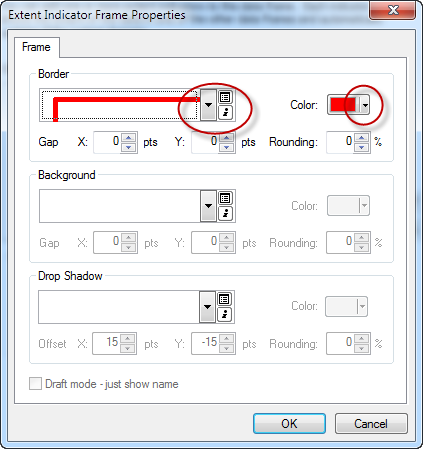 Extent Indicator Frame Properties
Frame
Border
Color:
Gap X: 0 pts Y: 0 pts Rounding: 0 %
Background
Color:
Gap X: 0 pts Y: 0 pts Rounding: 0 %
Drop Shadow
Color:
Offset X: 15 pts Y: -15 pts Rounding: 0 %
Draft mode - just show name
OK Cancel